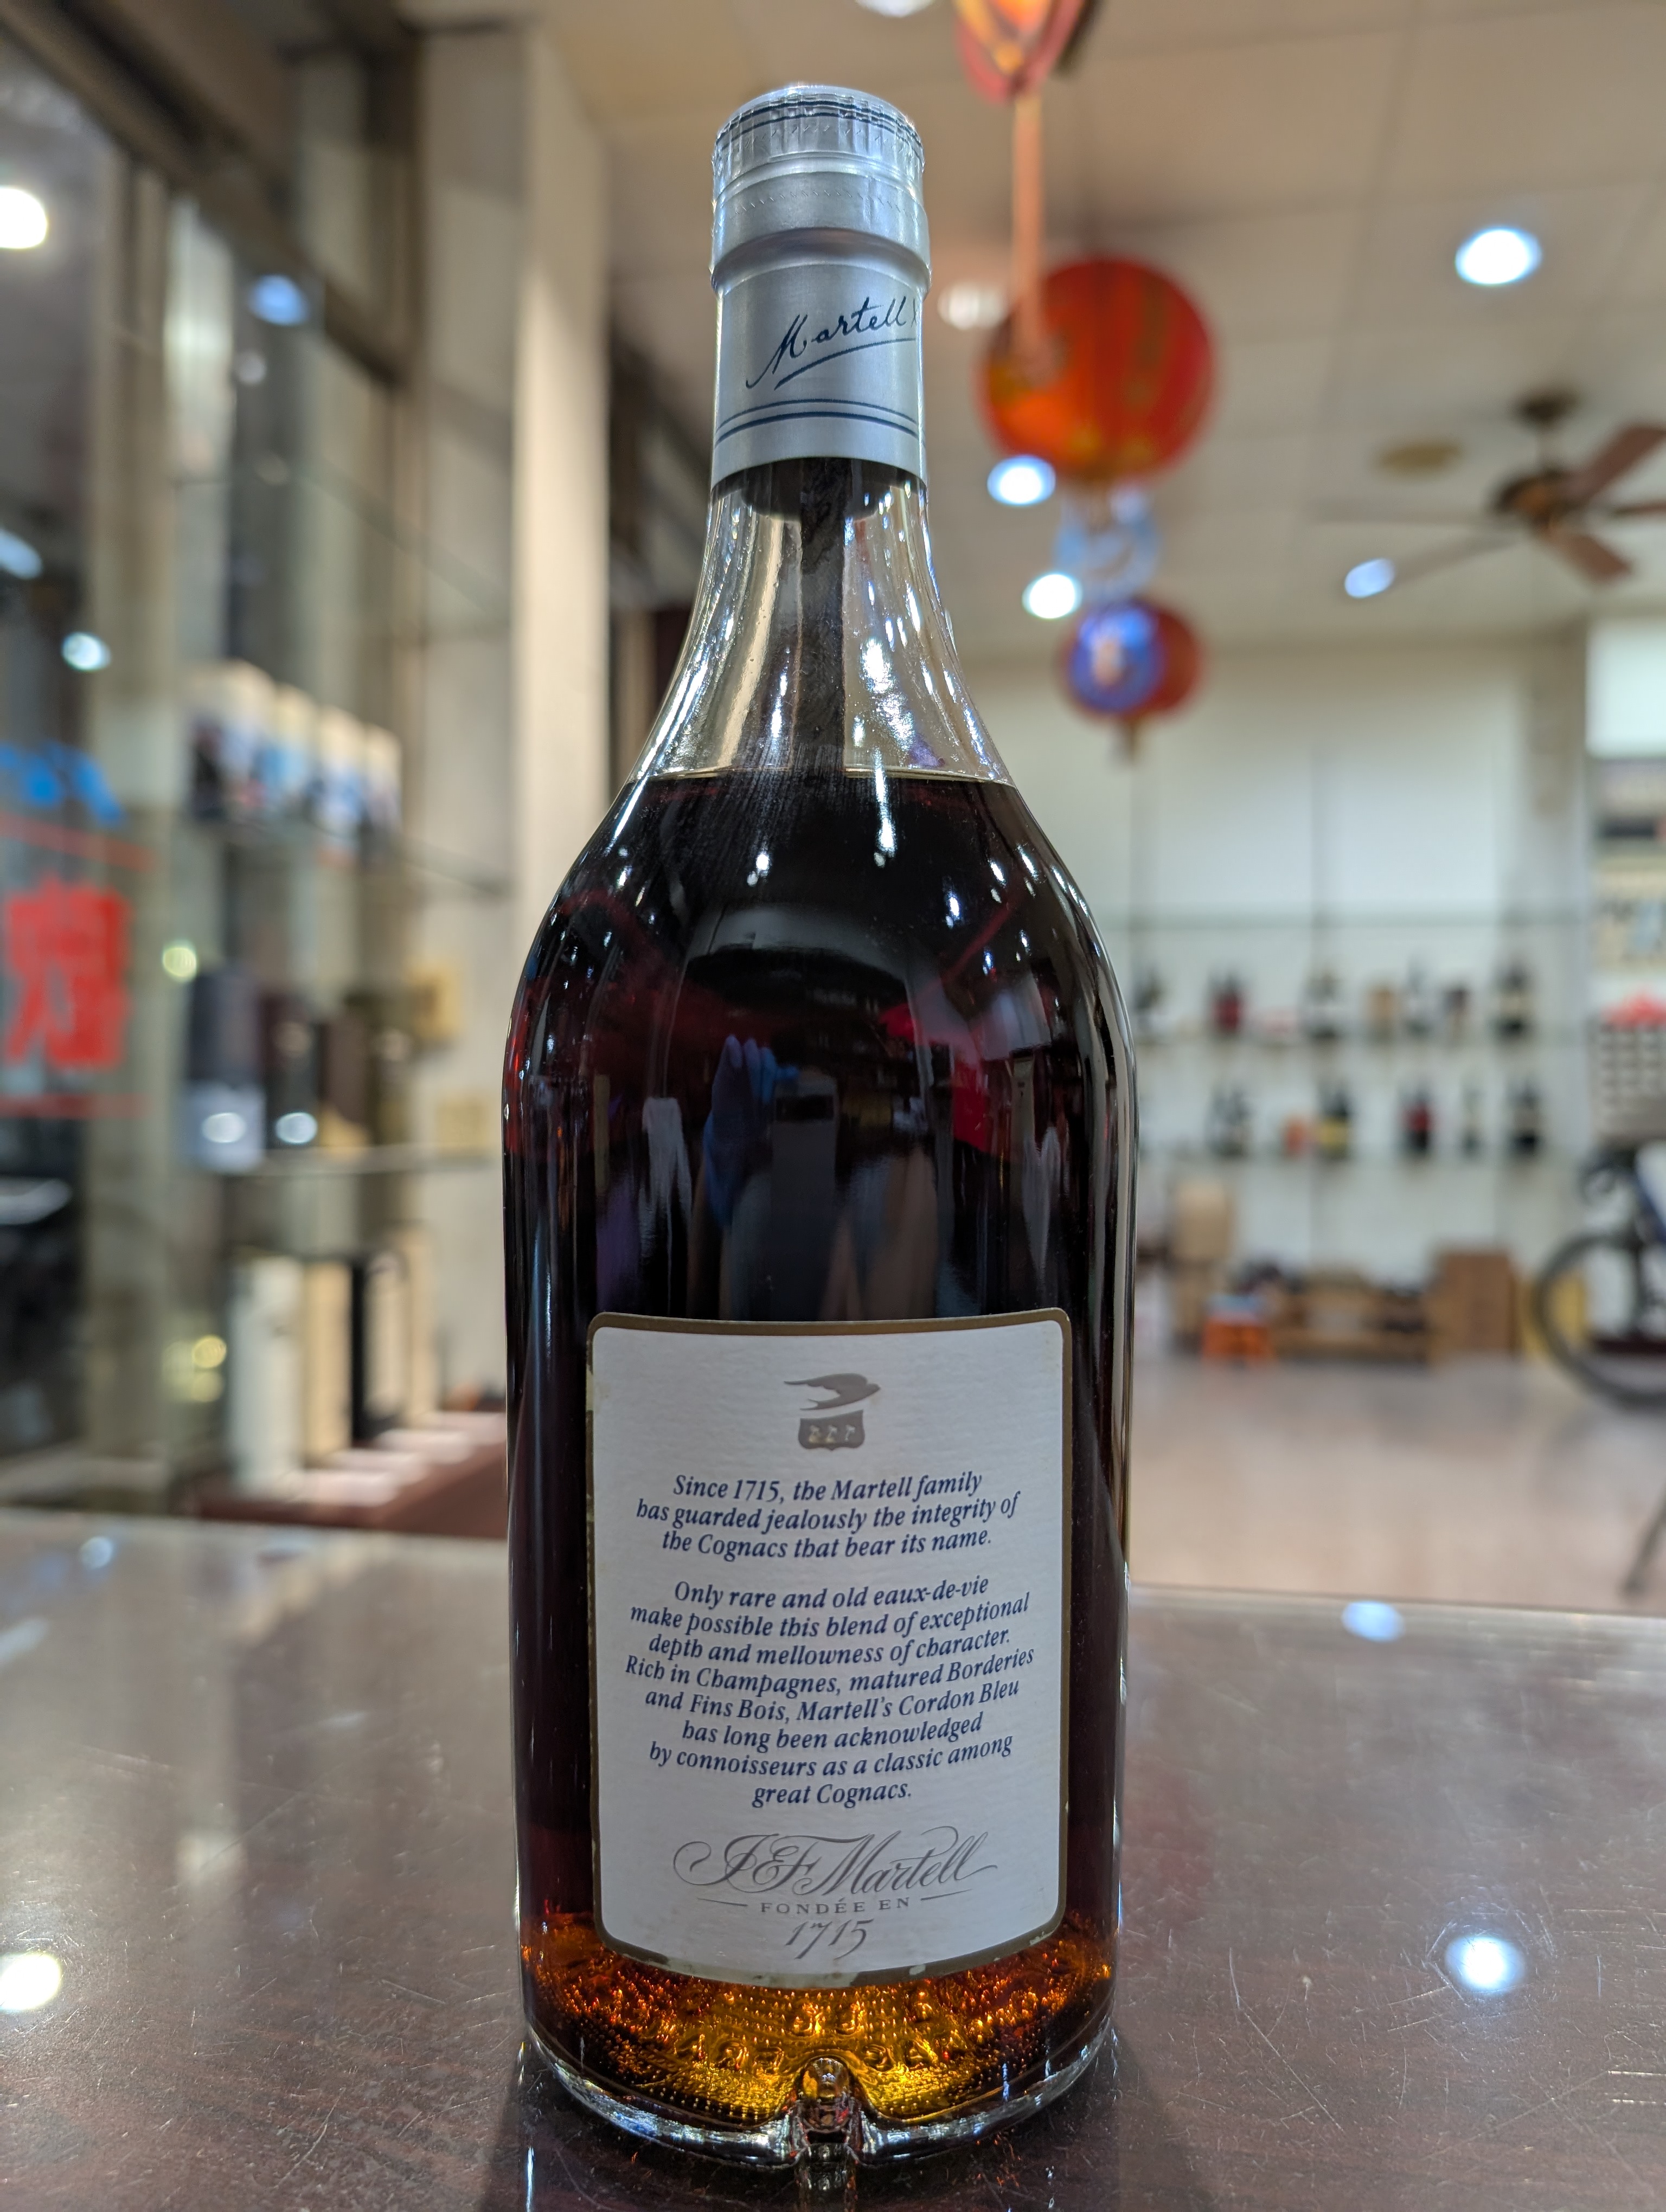 Martell
Since 1715, the Martell family
has guarded jealously the integrity of
the Cognacs that bear its name.
Only rare and old eaux-de-vie
make possible this blend of exceptional
depth and mellowness of character.
Rich in Champagnes, matured Borderies
and Fins Bois, Martell's Cordon Bleu
has long been acknowledged
by connoisseurs as a classic among
great Cognacs.
J&F Martell
FONDÉE EN
1715